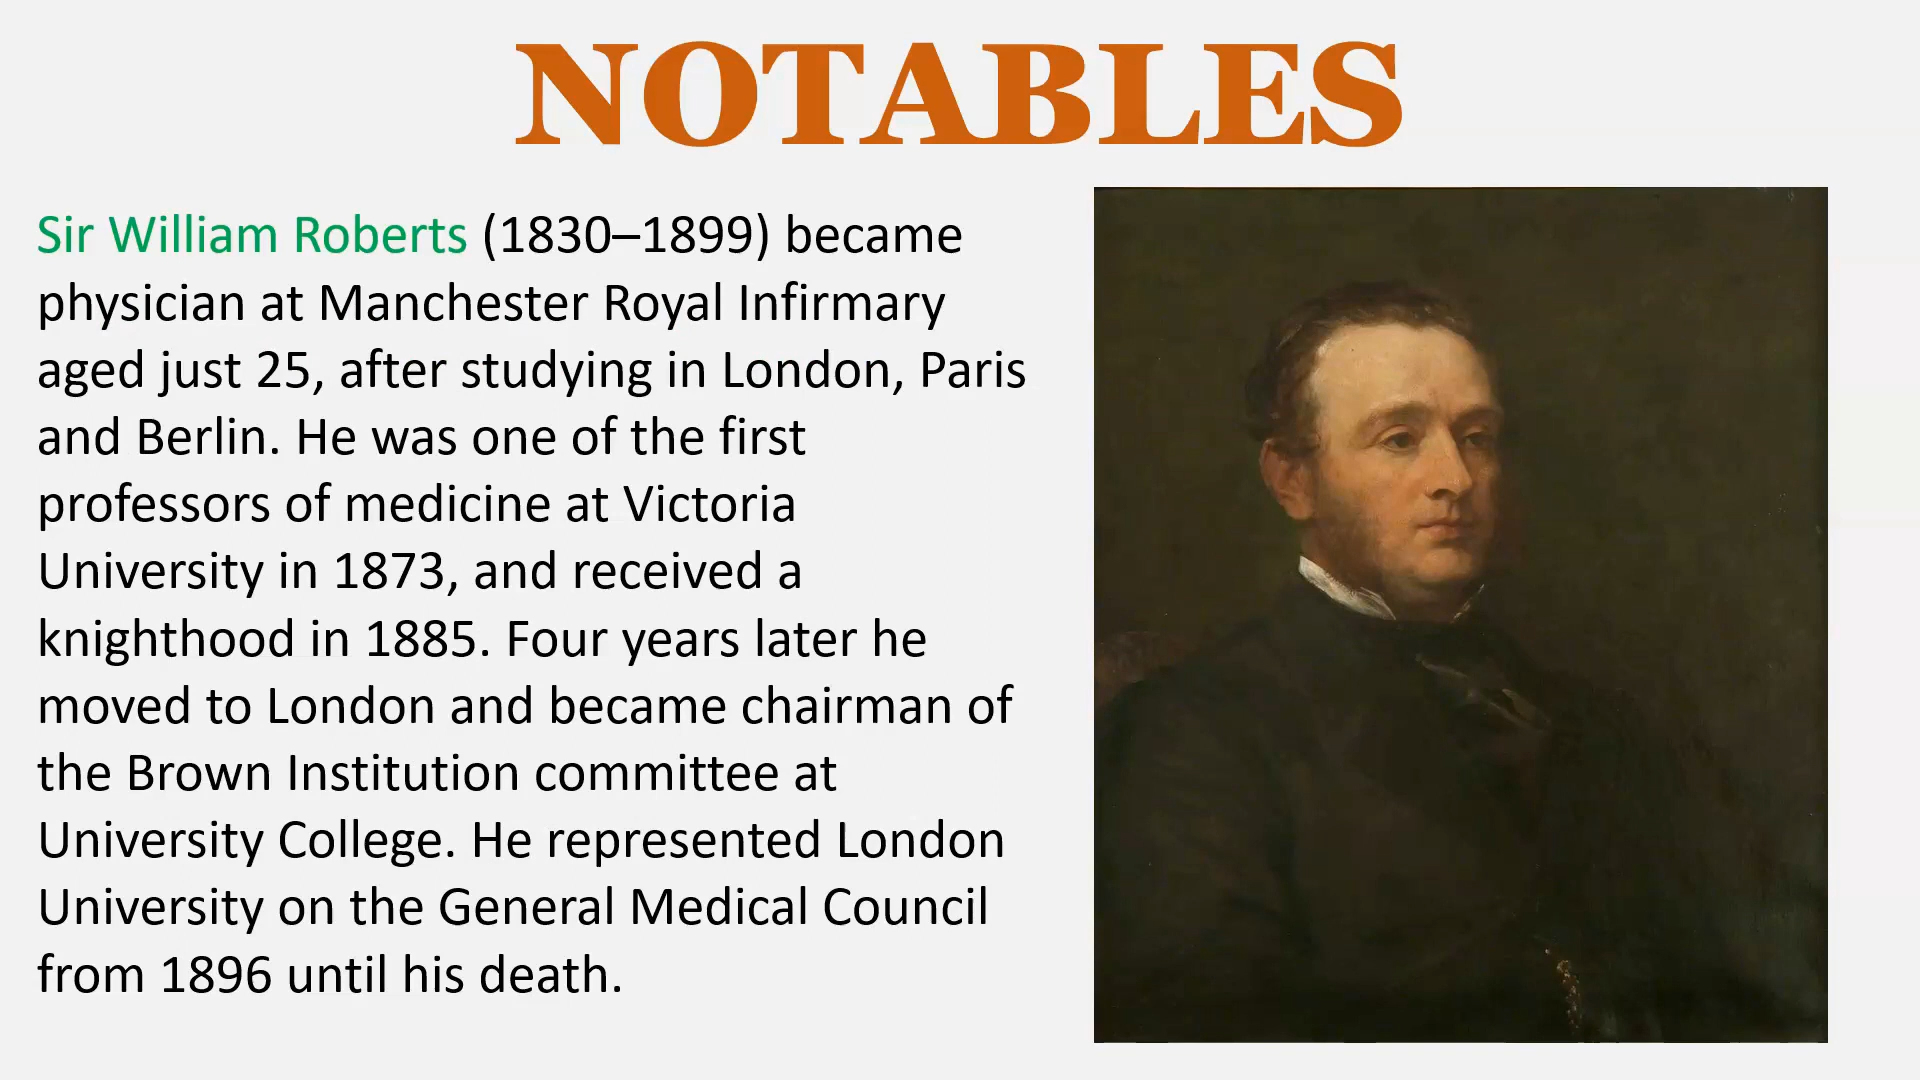 NOTABLES
Sir William Roberts (1830–1899) became
physician at Manchester Royal Infirmary
aged just 25, after studying in London, Paris
and Berlin. He was one of the first
professors of medicine at Victoria
University in 1873, and received a
knighthood in 1885. Four years later he
moved to London and became chairman of
the Brown Institution committee at
University College. He represented London
University on the General Medical Council
from 1896 until his death.